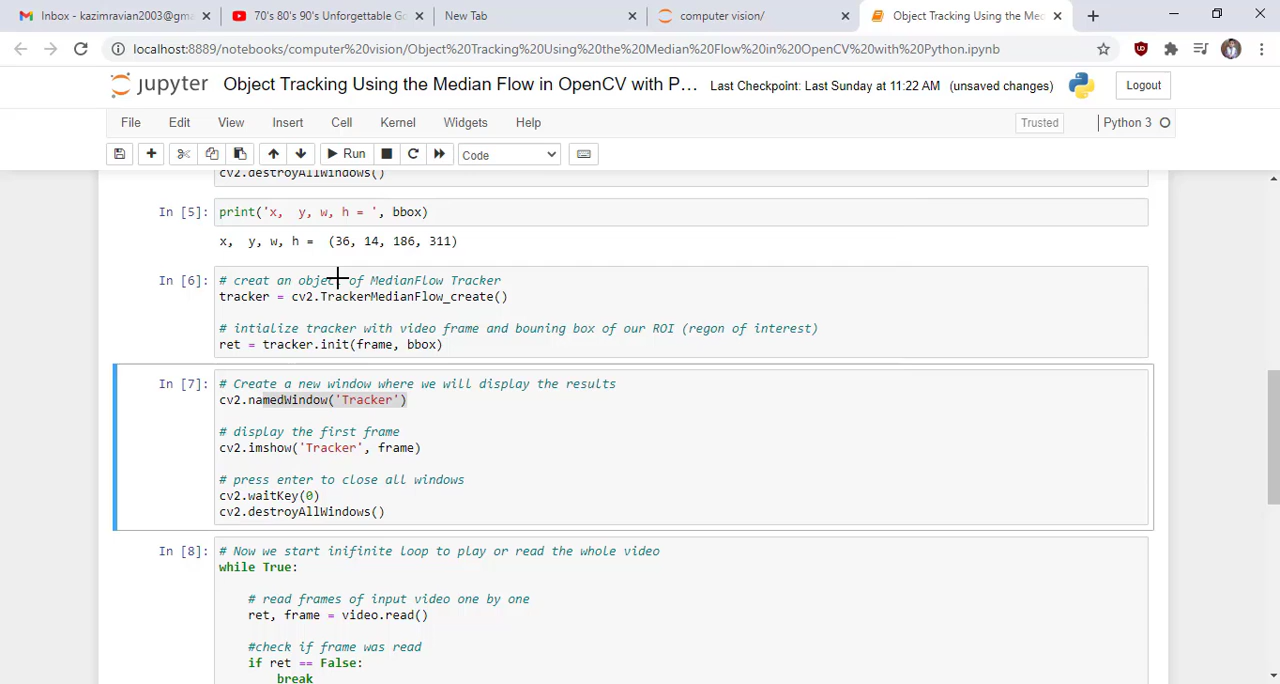 Inbox - kazimravian2003@gma
70's 80's 90's Unforgettable Go
New Tab
computer vision/
Object Tracking Using the Med
localhost:8889/notebooks/computer%20vision/Object%20Tracking%20Using%20the%20Median%20Flow%20in%20OpenCV%20with%20Python.ipynb
jupyter Object Tracking Using the Median Flow in OpenCV with P... Last Checkpoint: Last Sunday at 11:22 AM (unsaved changes) Logout
File Edit View Insert Cell Kernel Widgets Help Trusted Python 3
Run Code
cv2.destroyAllWindows()
In [5]: print('x,  y, w, h = ', bbox)
x,  y, w, h =  (36, 14, 186, 311)
In [6]: # creat an object of MedianFlow Tracker
tracker = cv2.TrackerMedianFlow_create()
# intialize tracker with video frame and bouning box of our ROI (regon of interest)
ret = tracker.init(frame, bbox)
In [7]: # Create a new window where we will display the results
cv2.namedWindow('Tracker')
# display the first frame
cv2.imshow('Tracker', frame)
# press enter to close all windows
cv2.waitKey(0)
cv2.destroyAllWindows()
In [8]: # Now we start inifinite loop to play or read the whole video
while True:
# read frames of input video one by one
ret, frame = video.read()
#check if frame was read
if ret == False:
break